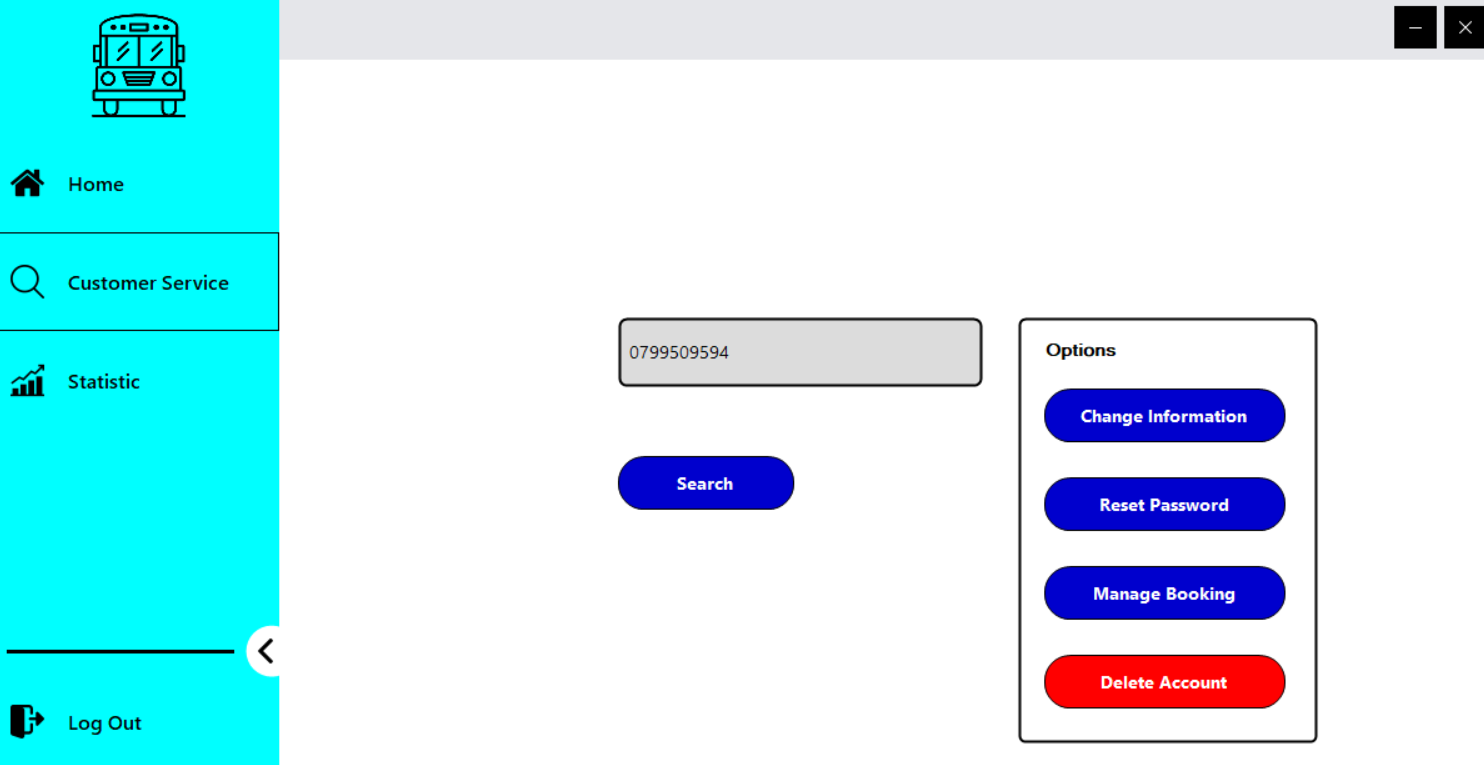 Home
Customer Service
Statistic
Log Out
0799509594
Search
Options
Change Information
Reset Password
Manage Booking
Delete Account